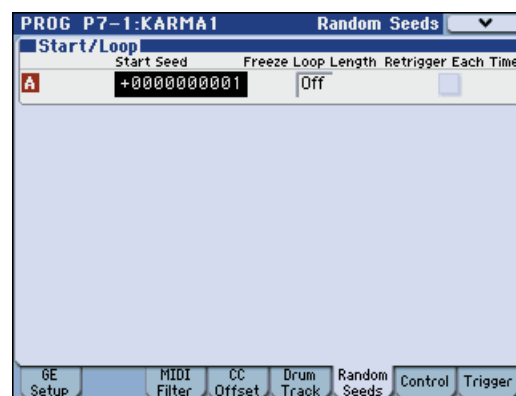 PROG P7-1:KARMA1 Random Seeds
Start/Loop
Start Seed Freeze Loop Length Retrigger Each Time
A +0000000001 Off
GE Setup MIDI Filter CC Offset Drum Track Random Seeds Control Trigger